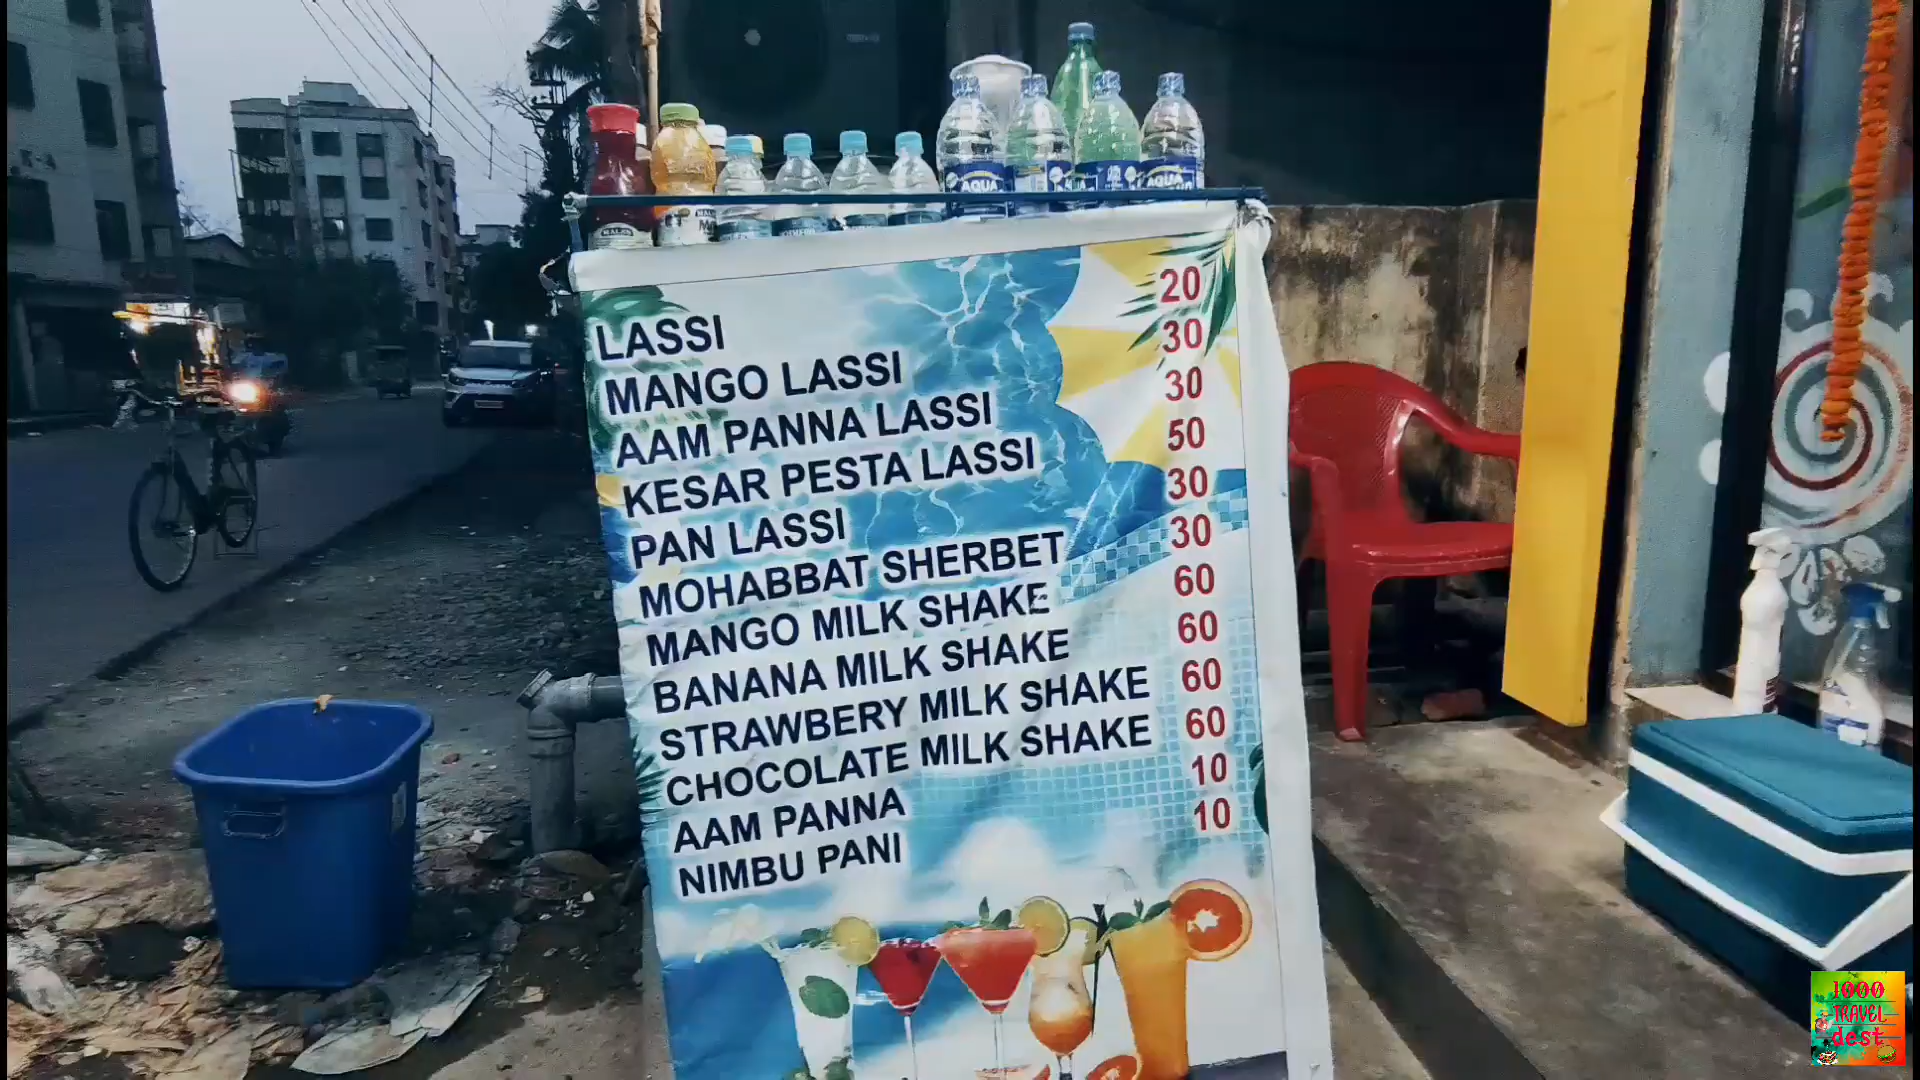 AQUA
AQUA
LASSI 20
MANGO LASSI 30
AAM PANNA LASSI 30
KESAR PESTA LASSI 50
PAN LASSI 30
MOHABBAT SHERBET 30
MANGO MILK SHAKE 60
BANANA MILK SHAKE 60
STRAWBERY MILK SHAKE 60
CHOCOLATE MILK SHAKE 60
AAM PANNA 10
NIMBU PANI 10
1000
TRAVEL
dest